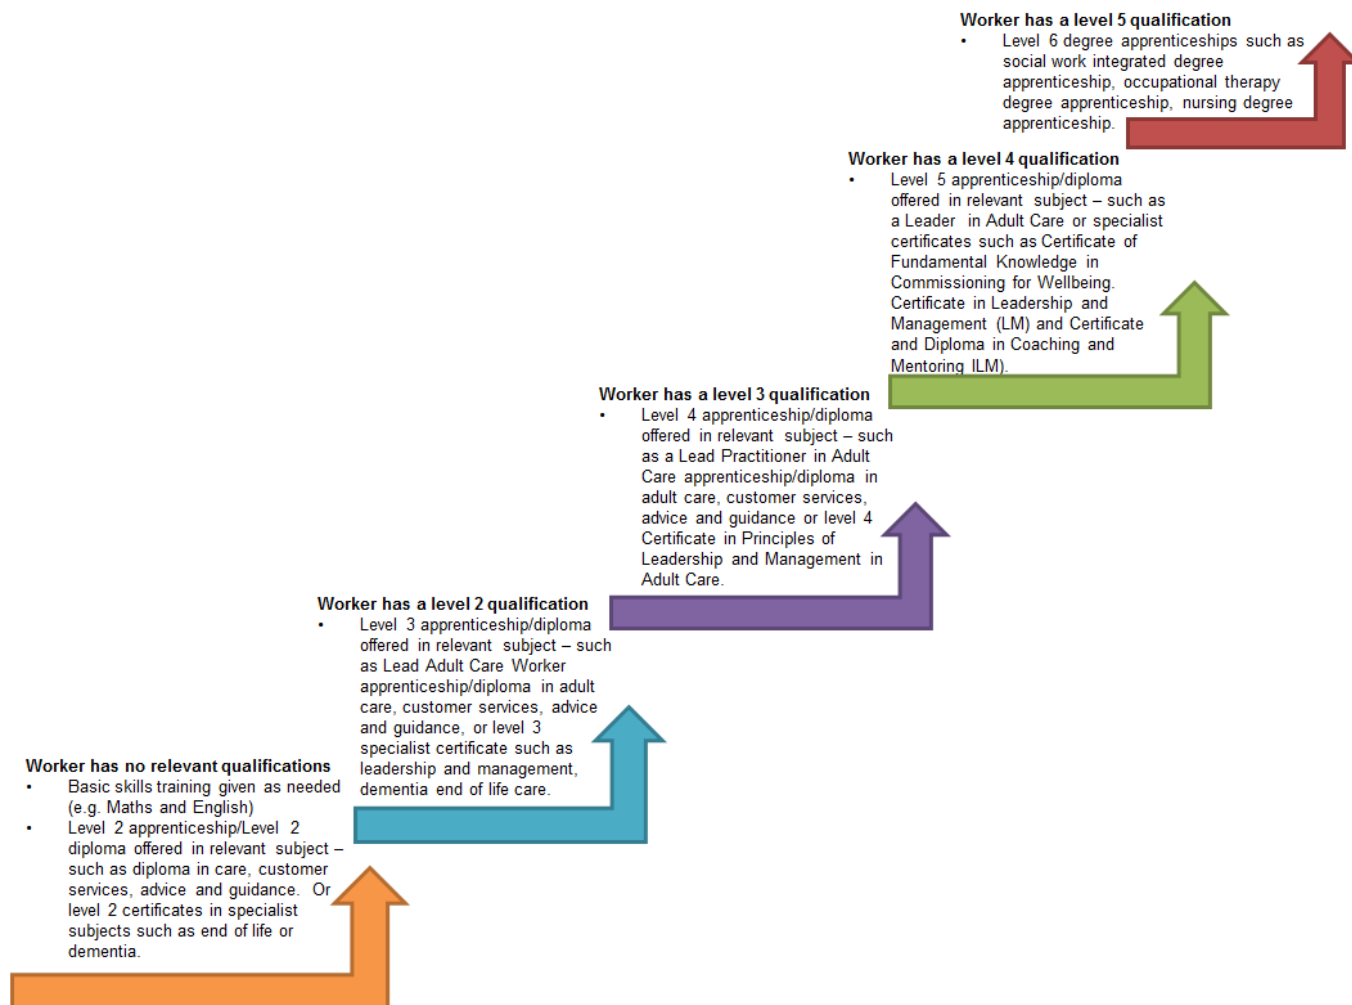 Worker has a level 5 qualification
• Level 6 degree apprenticeships such as
social work integrated degree
apprenticeship, occupational therapy
degree apprenticeship, nursing degree
apprenticeship.
Worker has a level 4 qualification
• Level 5 apprenticeship/diploma
offered in relevant subject – such as
a Leader in Adult Care or specialist
certificates such as Certificate of
Fundamental Knowledge in
Commissioning for Wellbeing.
Certificate in Leadership and
Management (LM) and Certificate
and Diploma in Coaching and
Mentoring ILM).
Worker has a level 3 qualification
• Level 4 apprenticeship/diploma
offered in relevant subject – such
as a Lead Practitioner in Adult
Care apprenticeship/diploma in
adult care, customer services,
advice and guidance or level 4
Certificate in Principles of
Leadership and Management in
Adult Care.
Worker has a level 2 qualification
• Level 3 apprenticeship/diploma
offered in relevant subject – such
as Lead Adult Care Worker
apprenticeship/diploma in adult
care, customer services, advice
and guidance, or level 3
specialist certificate such as
leadership and management,
dementia end of life care.
Worker has no relevant qualifications
• Basic skills training given as needed
(e.g. Maths and English)
• Level 2 apprenticeship/Level 2
diploma offered in relevant subject –
such as diploma in care, customer
services, advice and guidance. Or
level 2 certificates in specialist
subjects such as end of life or
dementia.